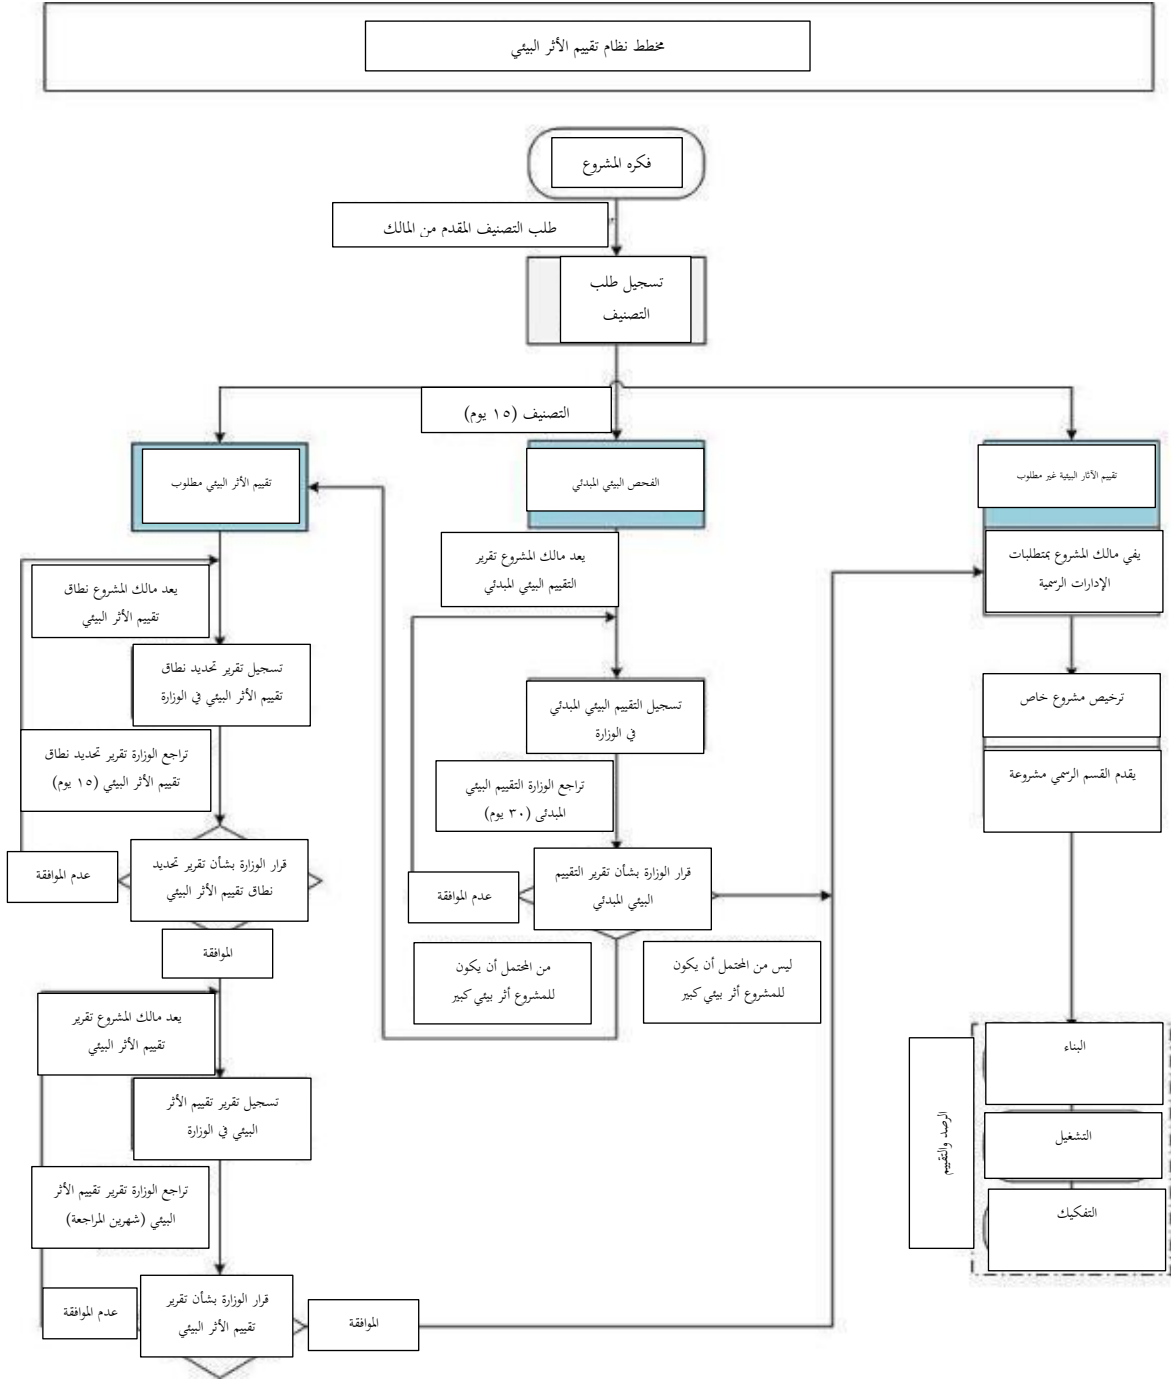 مخطط نظام تقييم الأثر البيئي
فكره المشروع
طلب التصنيف المقدم من المالك
تسجيل طلب
التصنيف
التصنيف (١٥ يوم)
تقييم الآثار البيئية غير مطلوب
يفي مالك المشروع بمتطلبات
الإدارات الرسمية
ترخيص مشروع خاص
يقدم القسم الرسمي مشروعة
البناء
التشغيل
التفكيك
الرصد والتقييم
الفحص البيئي المبدئي
يعد مالك المشروع تقرير
التقييم البيئي المبدئي
تسجيل التقييم البيئي المبدئي
في الوزارة
تراجع الوزارة التقييم البيئي
المبدئى (٣٠ يوم)
قرار الوزارة بشأن تقرير التقييم
البيئي المبدئي
عدم الموافقة
ليس من المحتمل أن يكون
للمشروع أثر بيئي كبير
من المحتمل أن يكون
للمشروع أثر بيئي كبير
تقييم الأثر البيئي مطلوب
يعد مالك المشروع نطاق
تقييم الأثر البيئي
تسجيل تقرير تحديد نطاق
تقييم الأثر البيئي في الوزارة
تراجع الوزارة تقرير تحديد نطاق
تقييم الأثر البيئي (١٥ يوم)
قرار الوزارة بشأن تقرير تحديد
نطاق تقييم الأثر البيئي
عدم الموافقة
الموافقة
يعد مالك المشروع تقرير
تقييم الأثر البيئي
تسجيل تقرير تقييم الأثر
البيئي في الوزارة
تراجع الوزارة تقرير تقييم الأثر
البيئي (شهرين المراجعة)
قرار الوزارة بشأن تقرير
تقييم الأثر البيئي
عدم الموافقة
الموافقة